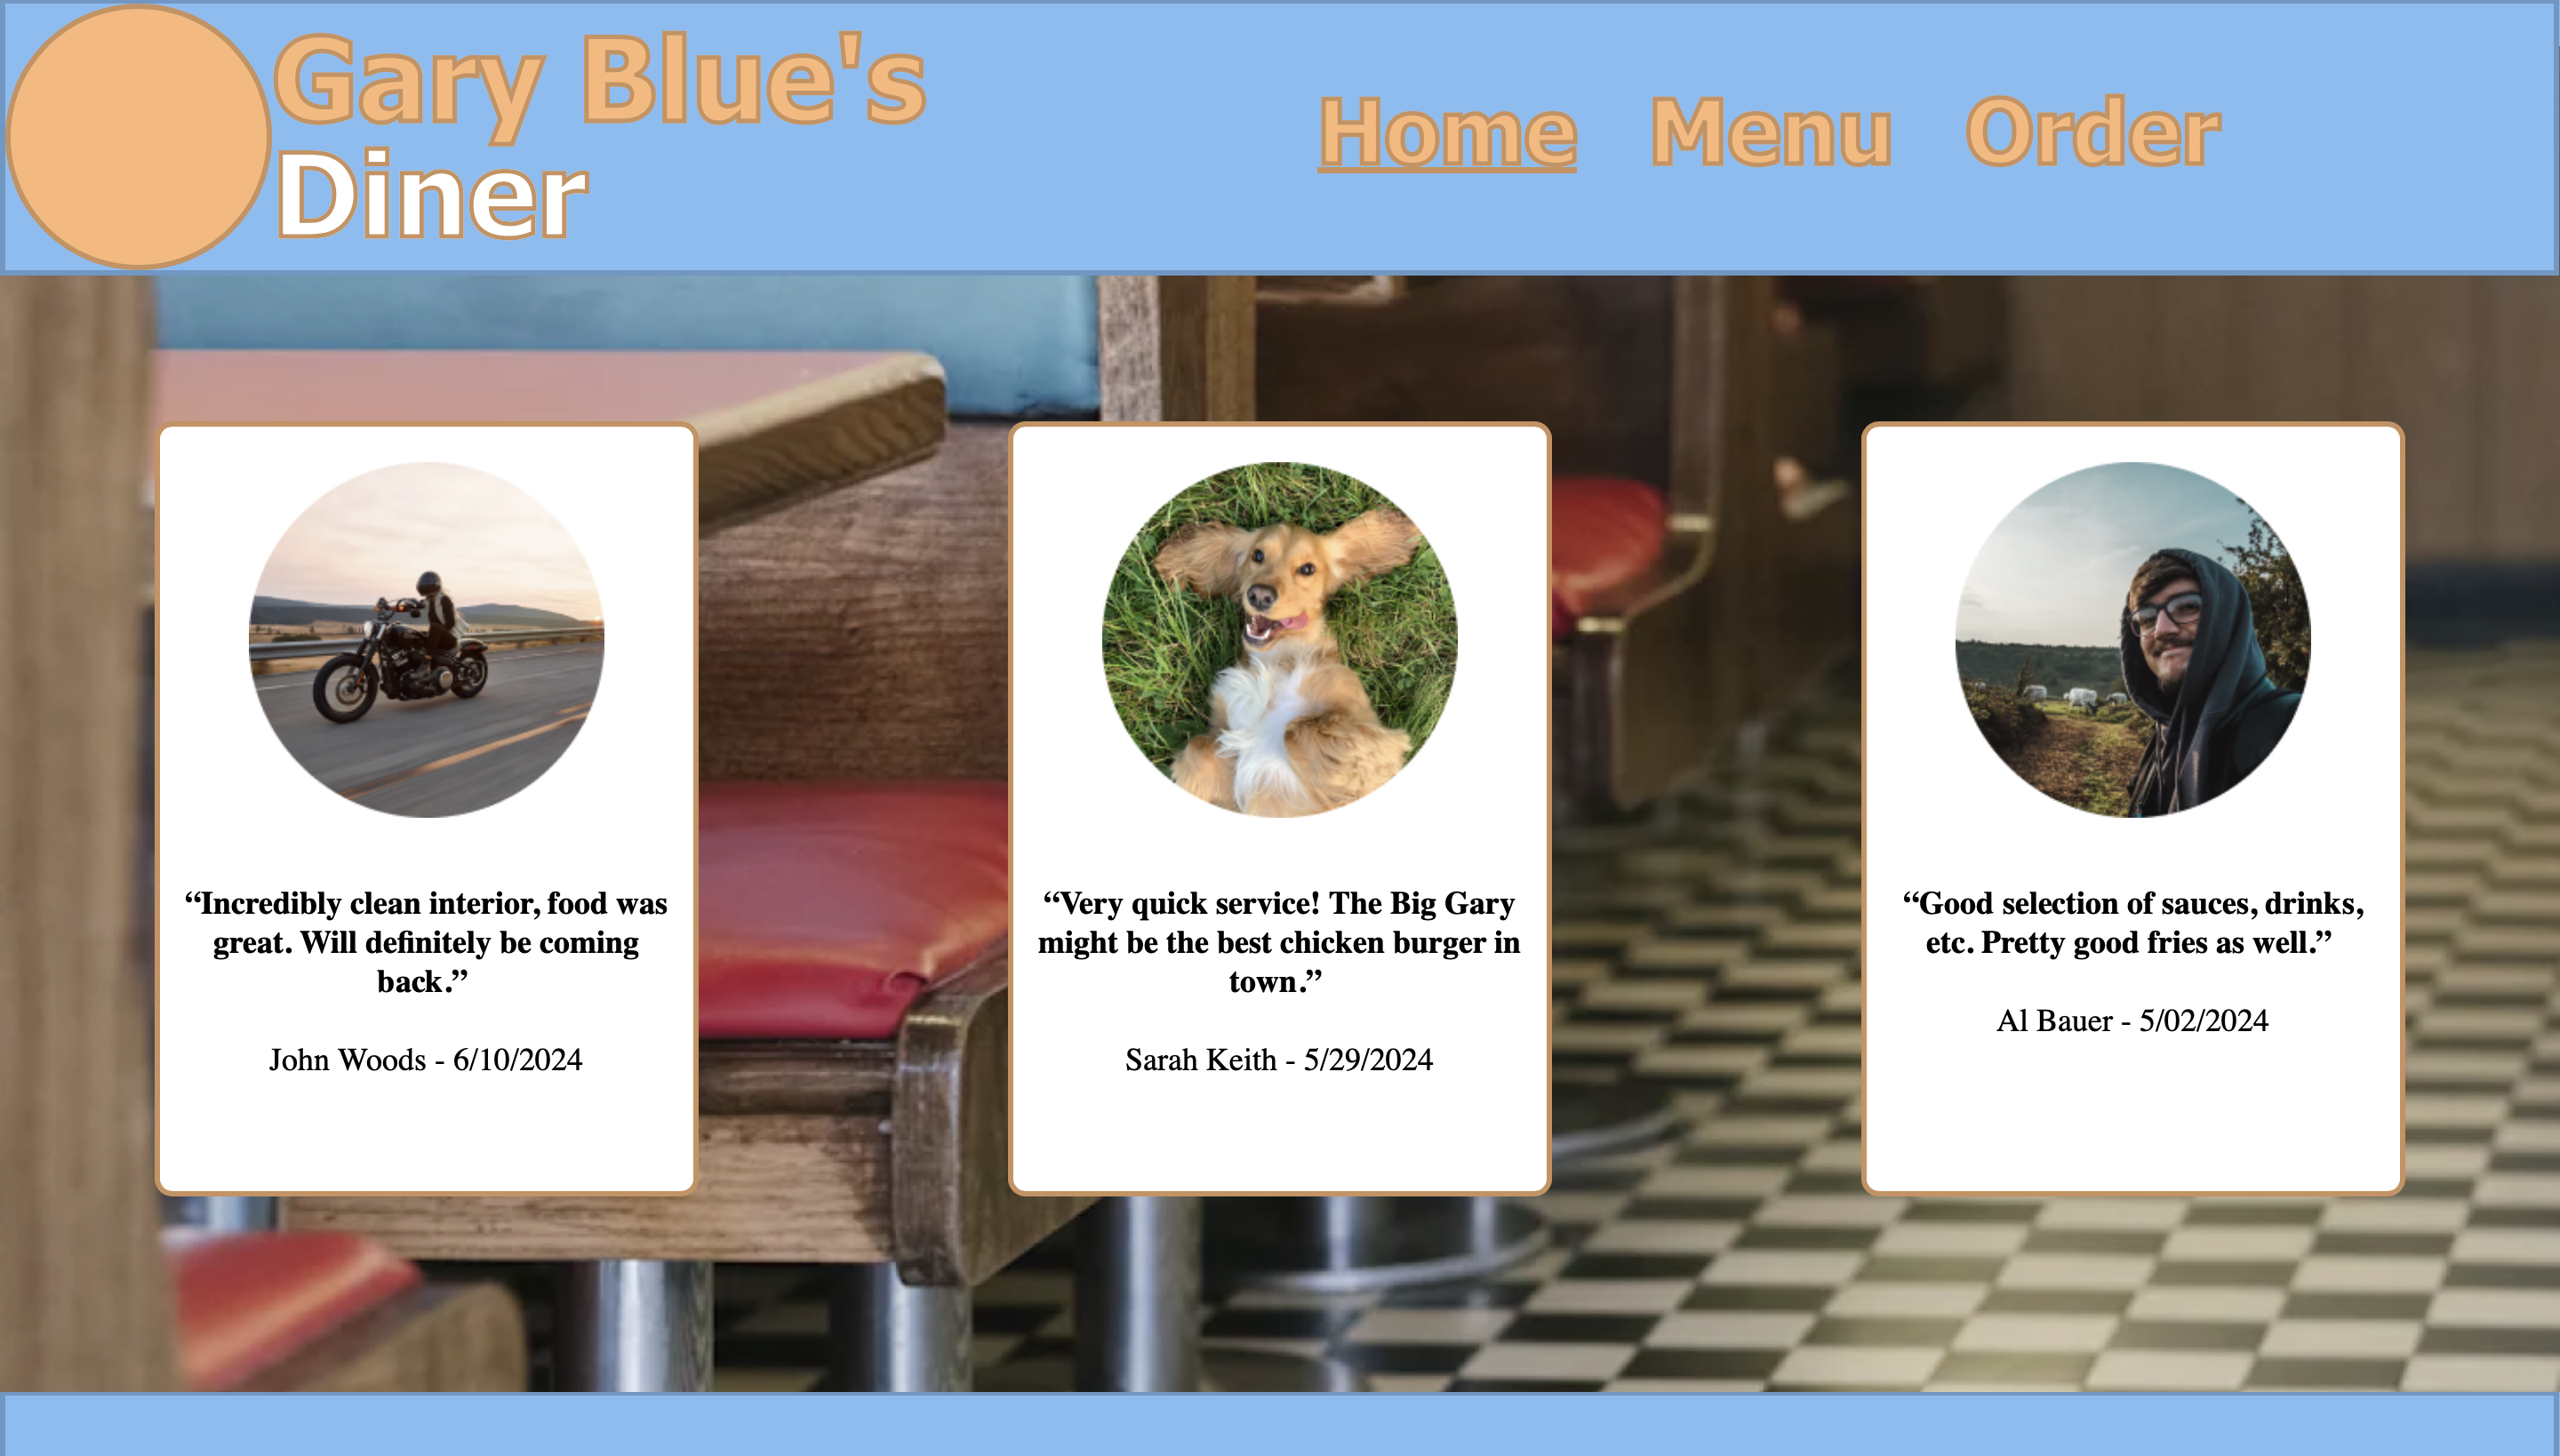 Gary Blue's
Diner
Home Menu Order
“Incredibly clean interior, food was
great. Will definitely be coming
back.”
John Woods - 6/10/2024
“Very quick service! The Big Gary
might be the best chicken burger in
town.”
Sarah Keith - 5/29/2024
“Good selection of sauces, drinks,
etc. Pretty good fries as well.”
Al Bauer - 5/02/2024